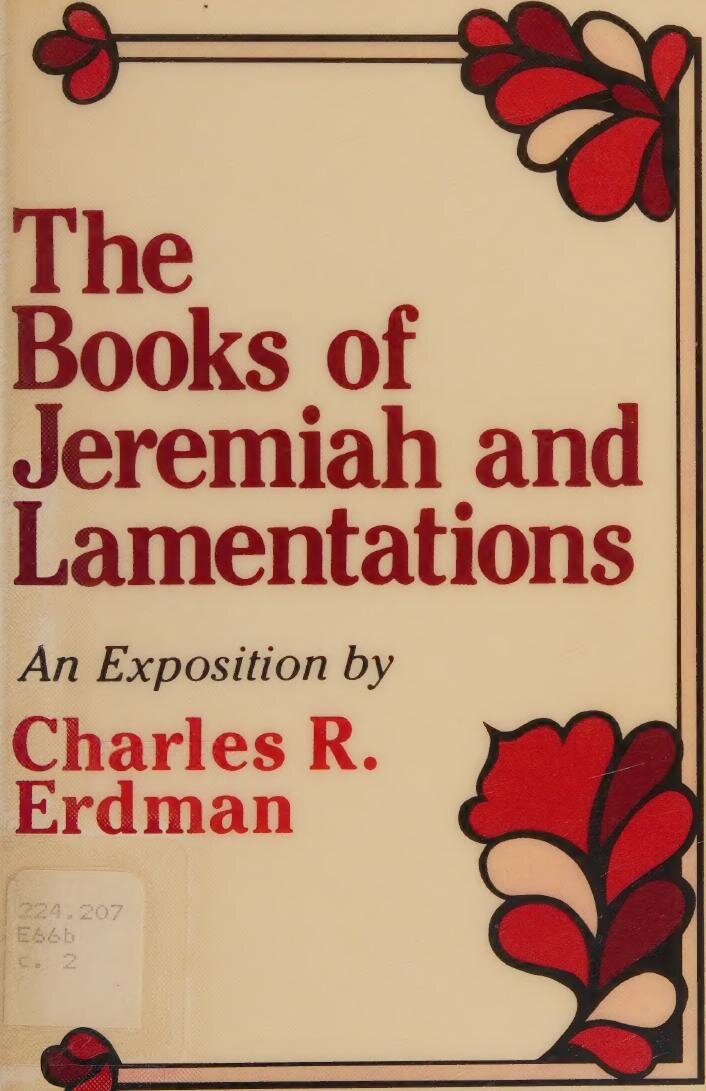 The
Books of
Jeremiah and
Lamentations
An Exposition by
Charles R.
Erdman
224.207
E66b
c. 2